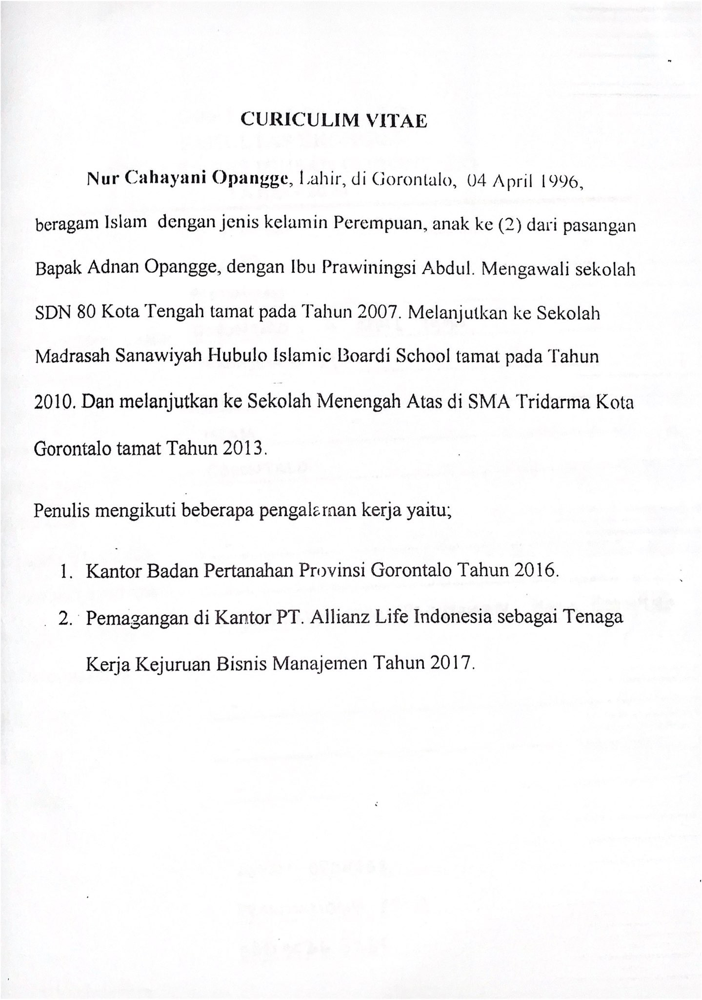 CURICULIM VITAE
Nur Cahayani Opangge, Lahir, di Gorontalo, 04 April 1996,
beragam Islam dengan jenis kelamin Perempuan, anak ke (2) dari pasangan
Bapak Adnan Opangge, dengan Ibu Prawiningsi Abdul. Mengawali sekolah
SDN 80 Kota Tengah tamat pada Tahun 2007. Melanjutkan ke Sekolah
Madrasah Sanawiyah Hubulo Islamic Boardi School tamat pada Tahun
2010. Dan melanjutkan ke Sekolah Menengah Atas di SMA Tridarma Kota
Gorontalo tamat Tahun 2013.
Penulis mengikuti beberapa pengalaman kerja yaitu;
1. Kantor Badan Pertanahan Provinsi Gorontalo Tahun 2016.
2. Pemagangan di Kantor PT. Allianz Life Indonesia sebagai Tenaga
Kerja Kejuruan Bisnis Manajemen Tahun 2017.